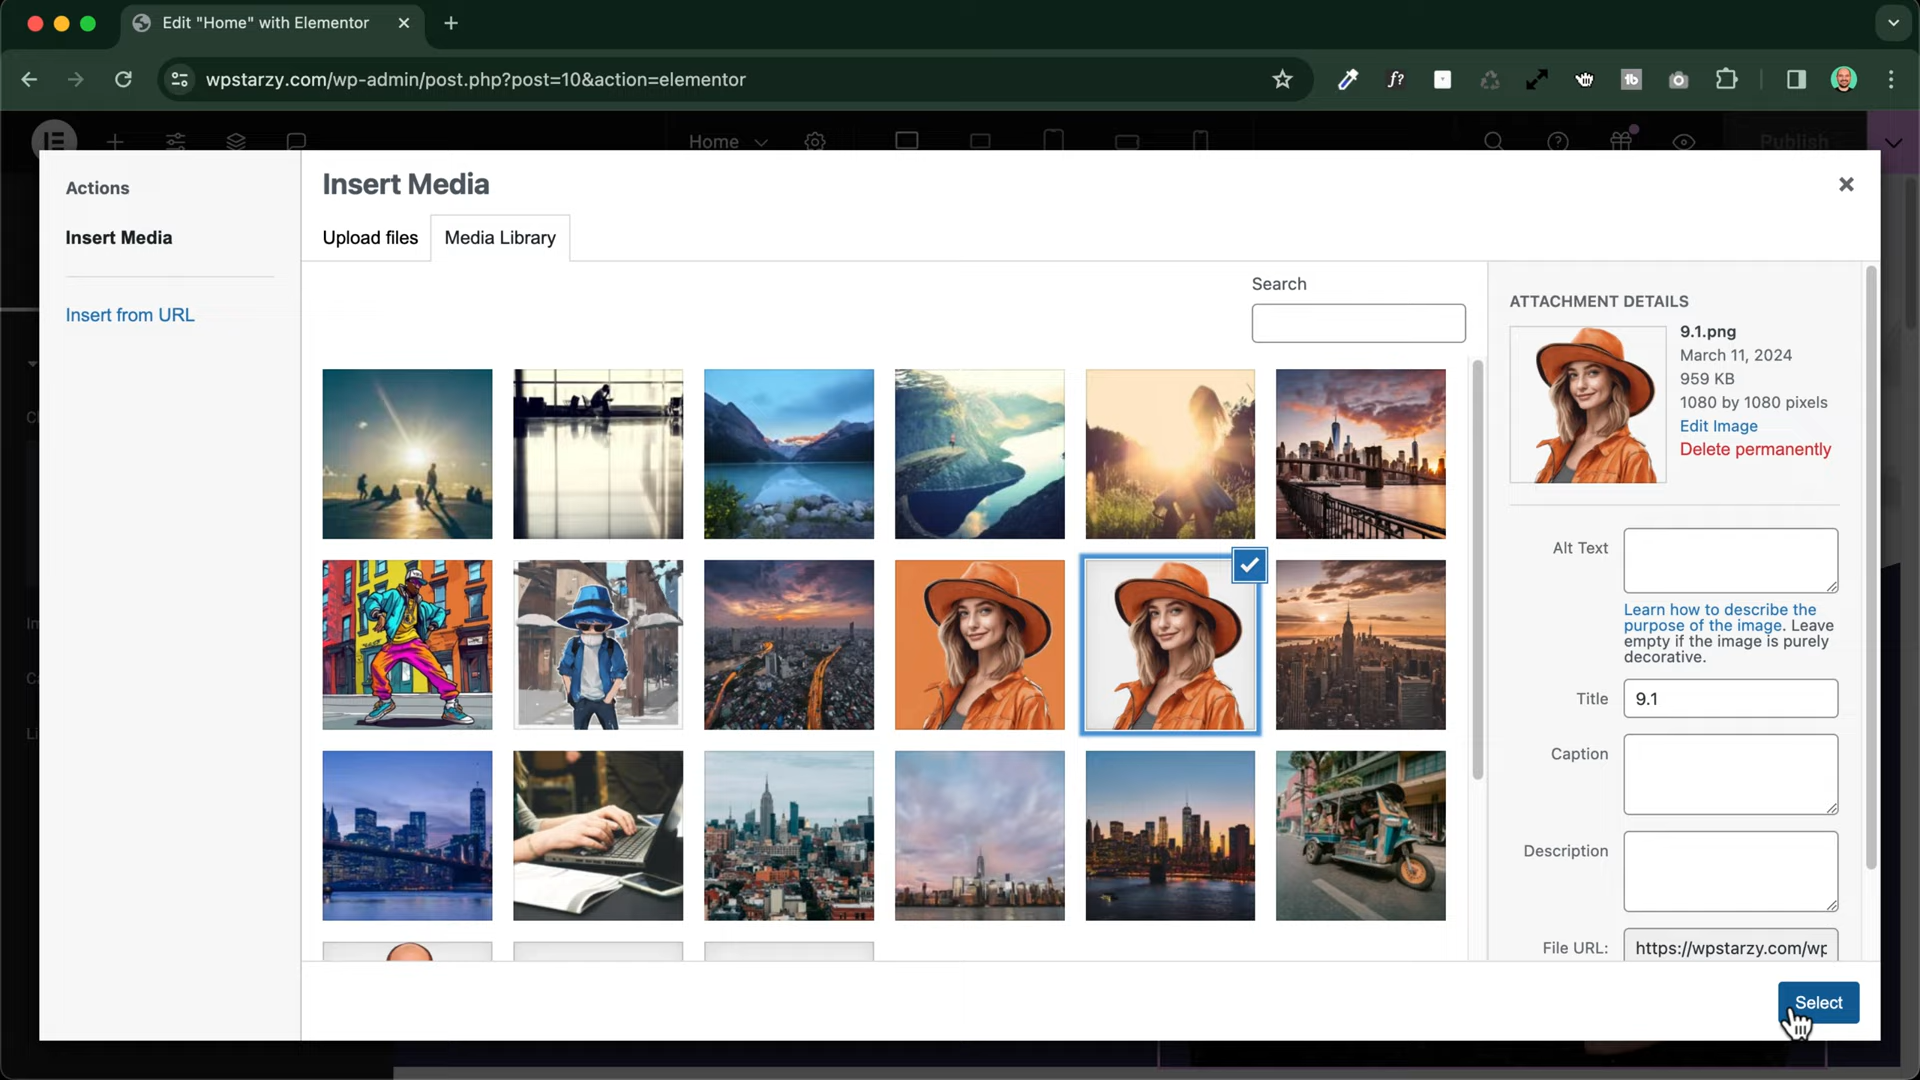 Edit "Home" with Elementor
wpstarzy.com/wp-admin/post.php?post=10&action=elementor
f?
tb
Home
Publish
Actions
Insert Media
Insert from URL
Insert Media
Upload files
Media Library
Search
ATTACHMENT DETAILS
9.1.png
March 11, 2024
959 KB
1080 by 1080 pixels
Edit Image
Delete permanently
Alt Text
Learn how to describe the
purpose of the image. Leave
empty if the image is purely
decorative.
Title
9.1
Caption
Description
File URL:
https://wpstarzy.com/wp
Select